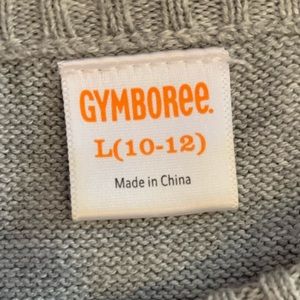 GYMBORee.
L(10-12)
Made in China